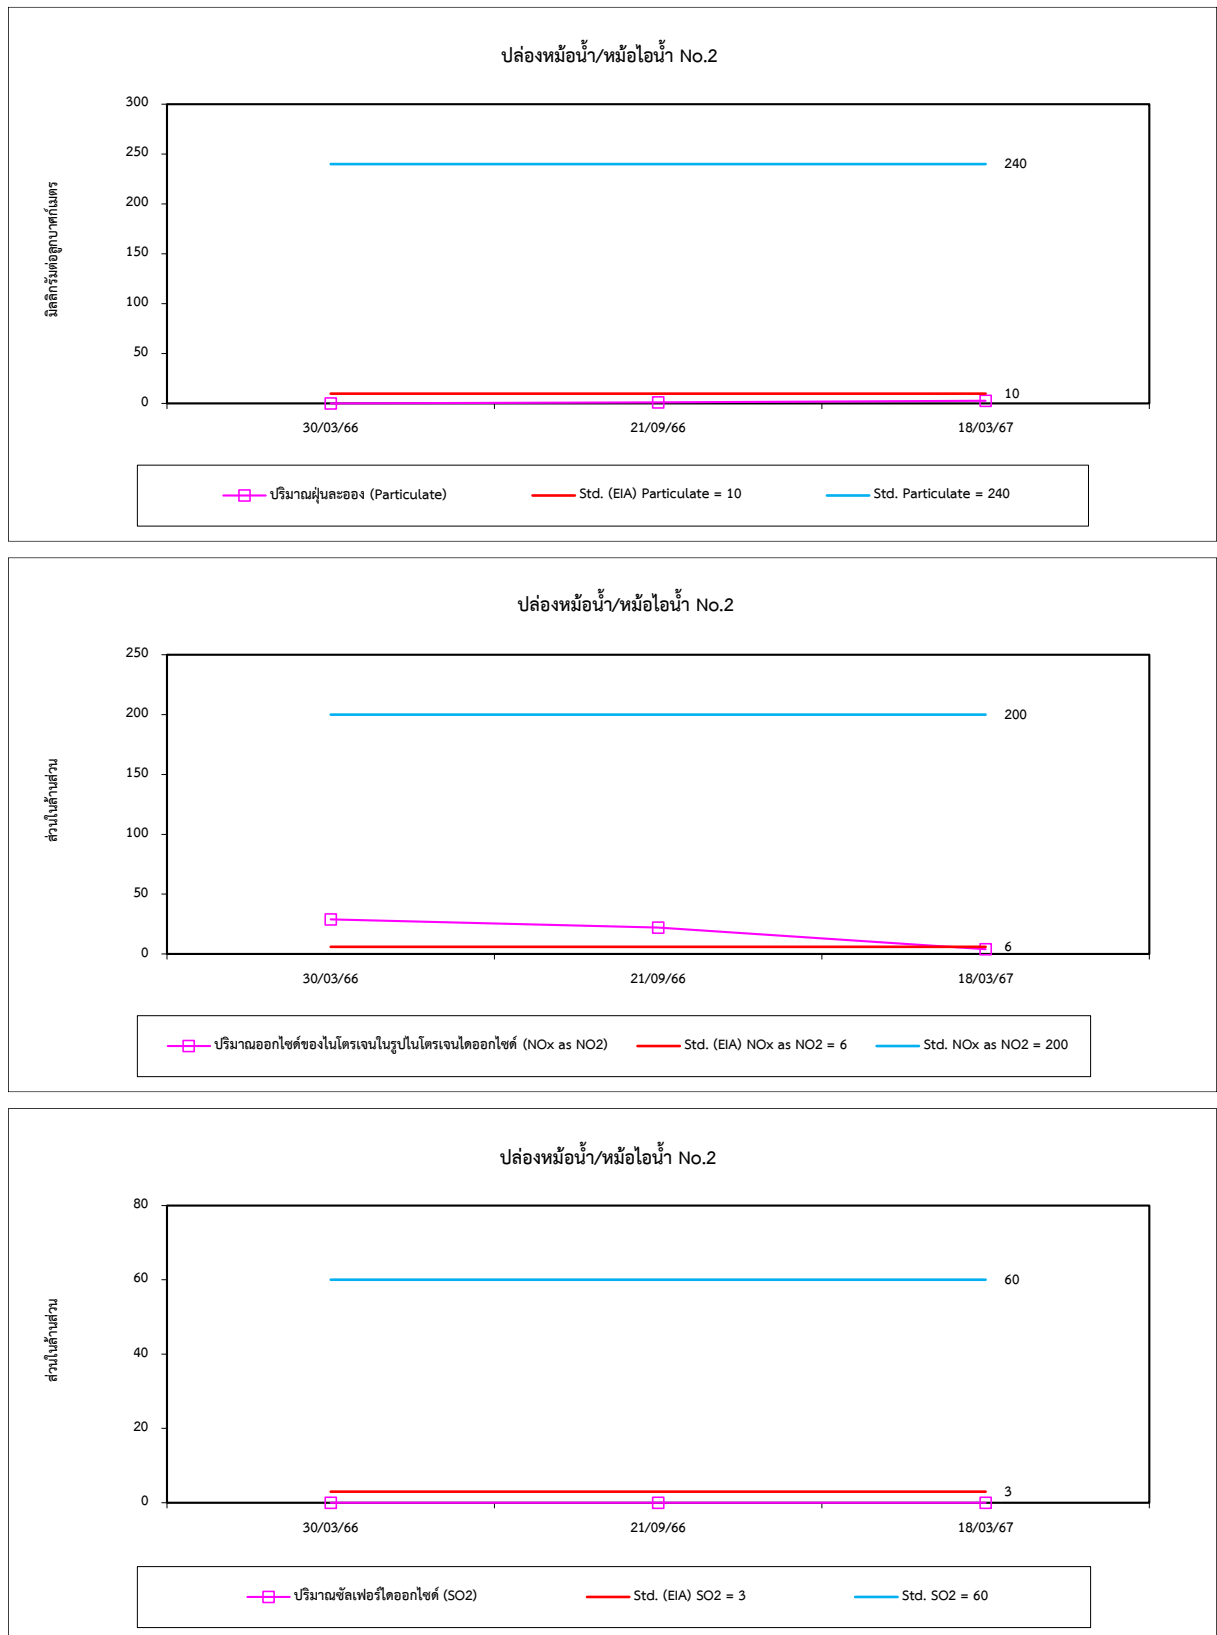 ปล่องหม้อน้ำ/หม้อไอน้ำ No.2
300
250
200
150
100
50
0
มิลลิกรัมต่อลูกบาศก์เมตร
240
10
30/03/66 21/09/66 18/03/67
ปริมาณฝุ่นละออง (Particulate) Std. (EIA) Particulate = 10 Std. Particulate = 240
ปล่องหม้อน้ำ/หม้อไอน้ำ No.2
250
200
150
100
50
0
ส่วนในล้านส่วน
200
6
30/03/66 21/09/66 18/03/67
ปริมาณออกไซด์ของไนโตรเจนในรูปไนโตรเจนไดออกไซด์ (NOx as NO2) Std. (EIA) NOx as NO2 = 6 Std. NOx as NO2 = 200
ปล่องหม้อน้ำ/หม้อไอน้ำ No.2
80
60
40
20
0
ส่วนในล้านส่วน
60
3
30/03/66 21/09/66 18/03/67
ปริมาณซัลเฟอร์ไดออกไซด์ (SO2) Std. (EIA) SO2 = 3 Std. SO2 = 60